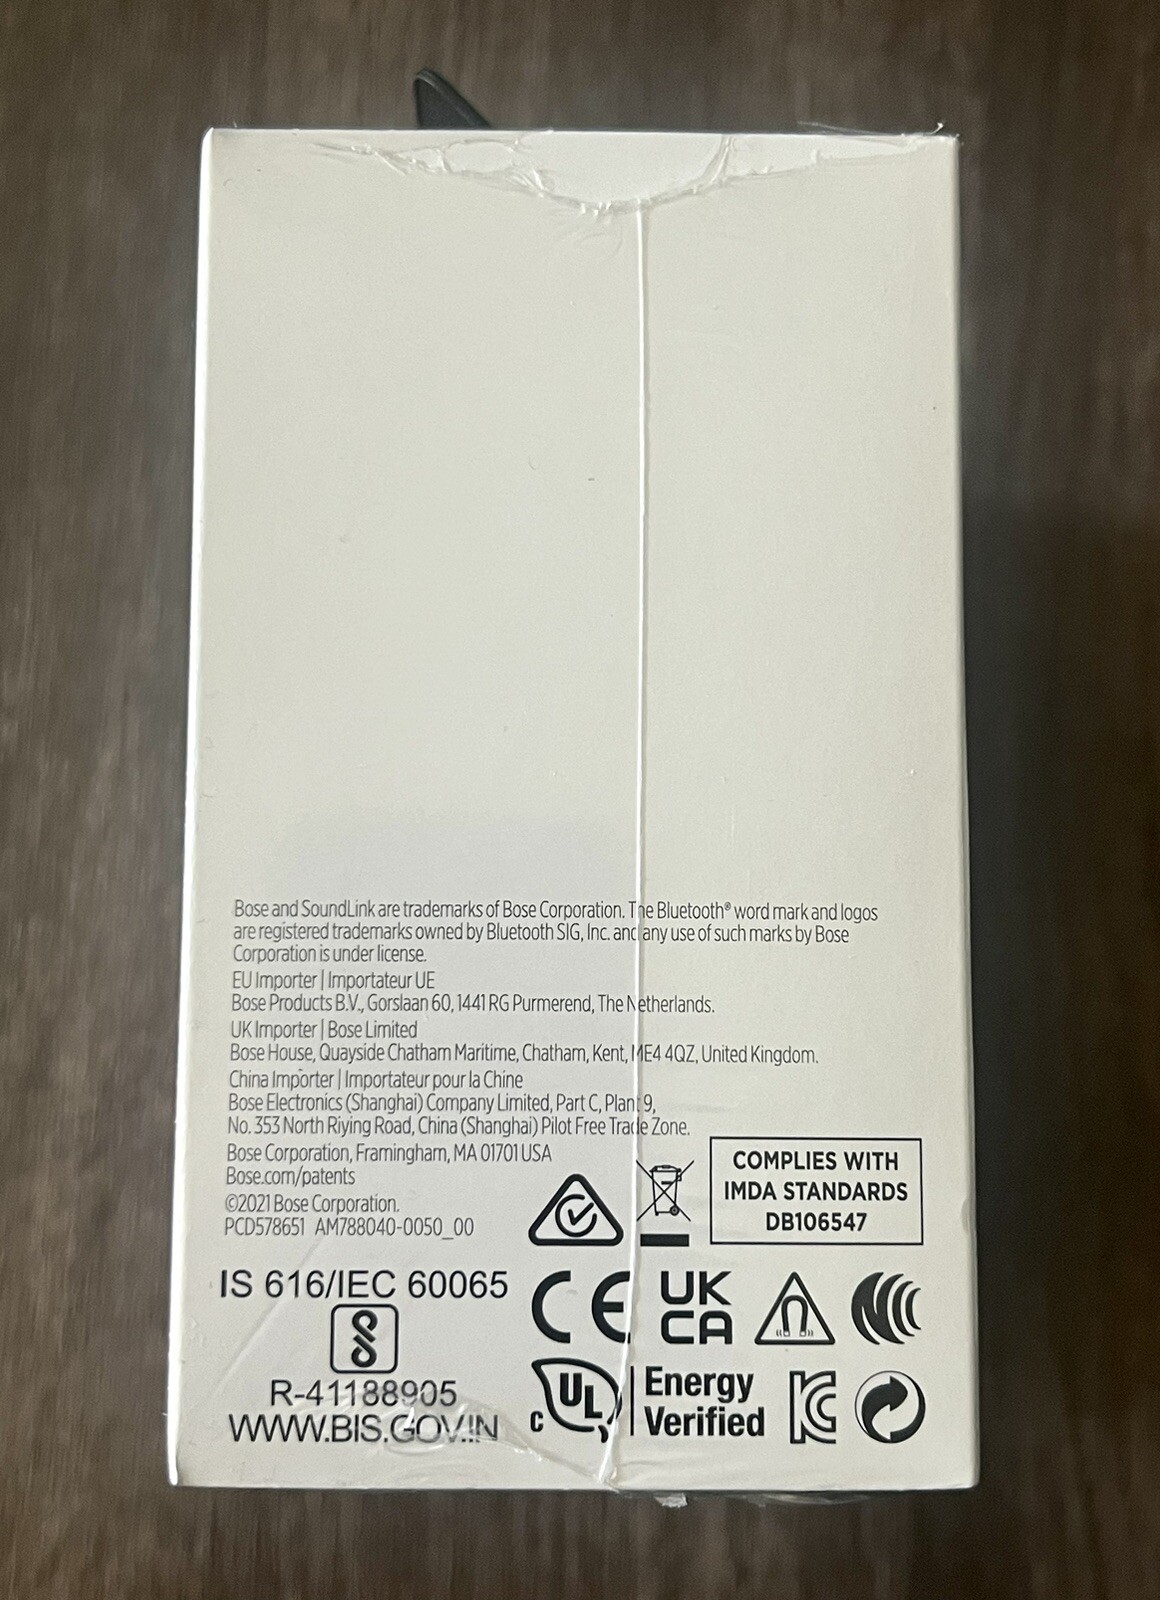 Bose and SoundLink are trademarks of Bose Corporation. The Bluetooth® word mark and logos
are registered trademarks owned by Bluetooth SIG, Inc. and any use of such marks by Bose
Corporation is under license.
EU Importer | Importateur UE
Bose Products B.V., Gorslaan 60, 1441 RG Purmerend, The Netherlands.
UK Importer | Bose Limited
Bose House, Quayside Chatham Maritime, Chatham, Kent, ME4 4QZ, United Kingdom.
China Importer | Importateur pour la Chine
Bose Electronics (Shanghai) Company Limited, Part C, Plant 9,
No. 353 North Riying Road, China (Shanghai) Pilot Free Trade Zone.
Bose Corporation, Framingham, MA 01701 USA
Bose.com/patents
©2021 Bose Corporation.
PCD578651 AM788040-0050_00
COMPLIES WITH
IMDA STANDARDS
DB106547
IS 616/IEC 60065
R-41188905
WWW.BIS.GOV.IN
CE
UK
CA
c UL
Energy
Verified